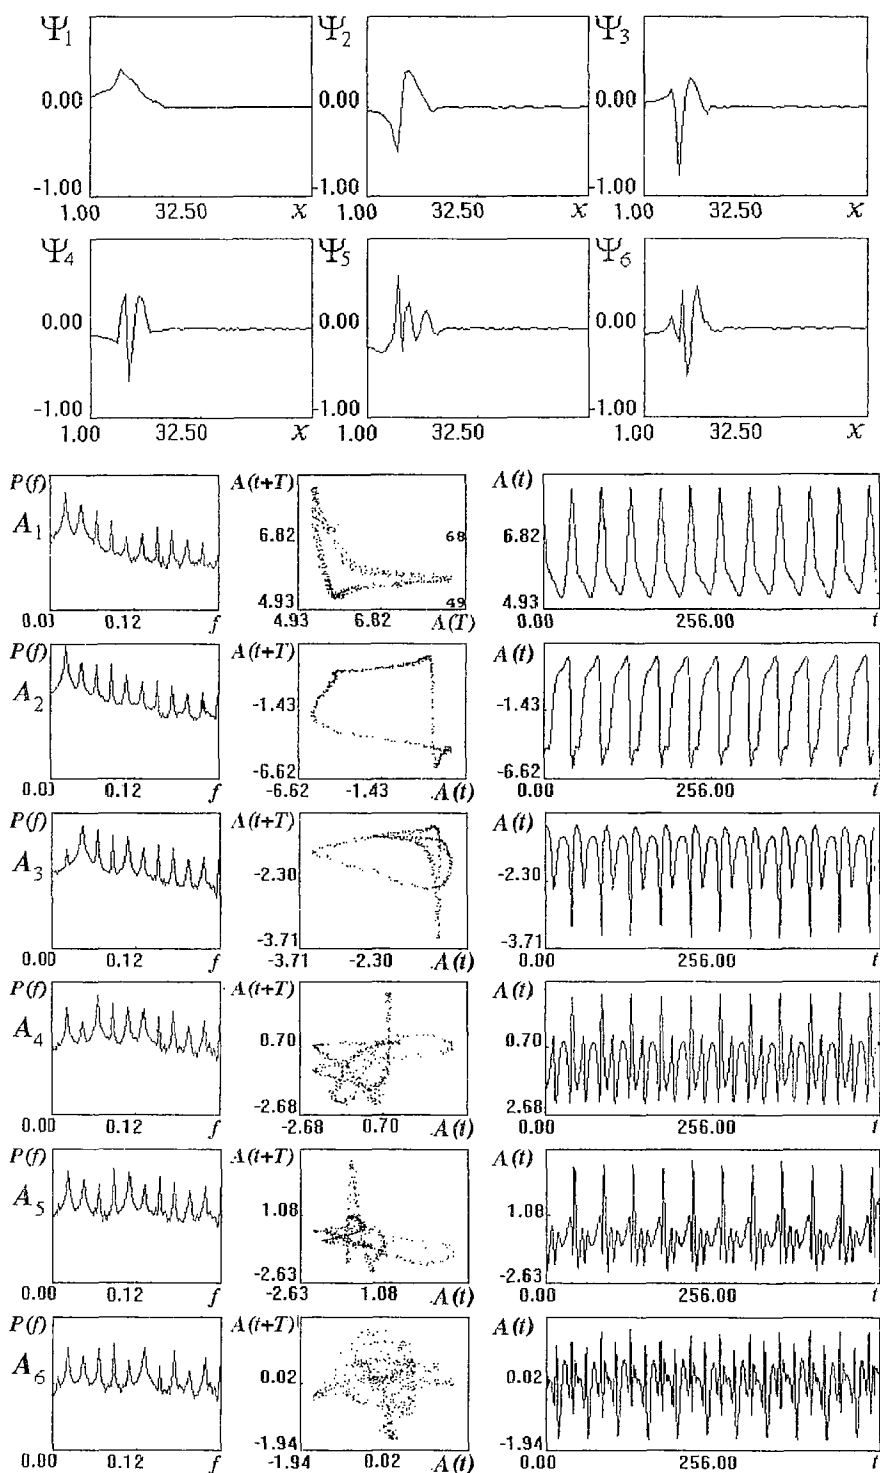 Ψ1 Ψ2 Ψ3
0.00 0.00 0.00
-1.00 -1.00 -1.00
1.00 32.50 x 1.00 32.50 x 1.00 32.50 x
Ψ4 Ψ5 Ψ6
0.00 0.00 0.00
-1.00 -1.00 -1.00
1.00 32.50 x 1.00 32.50 x 1.00 32.50 x
P(f) A(t+T) A(t)
A1 6.82 68 6.82
4.93 49 4.93
0.03 0.12 f 4.93 6.82 A(T) 0.00 256.00 t
P(f) A(t+T) A(t)
A2 -1.43 -1.43
-6.62 -6.62
0.03 0.12 f -6.62 -1.43 A(t) 0.00 256.00 t
P(f) A(t+T) A(t)
A3 -2.30 -2.30
-3.71 -3.71
0.00 0.12 f -3.71 -2.30 A(t) 0.00 256.00 t
P(f) A(t+T) A(t)
A4 0.70 0.70
-2.68 2.68
0.00 0.12 f -2.68 0.70 A(t) 0.00 256.00 t
P(f) A(t+T) A(t)
A5 1.08 1.08
-2.63 -2.63
0.00 0.12 f -2.63 1.08 A(t) 0.00 256.00 t
P(f) A(t+T) A(t)
A6 0.02 0.02
-1.94 -1.94
0.00 0.12 f -1.94 0.02 A(t) 0.00 256.00 t